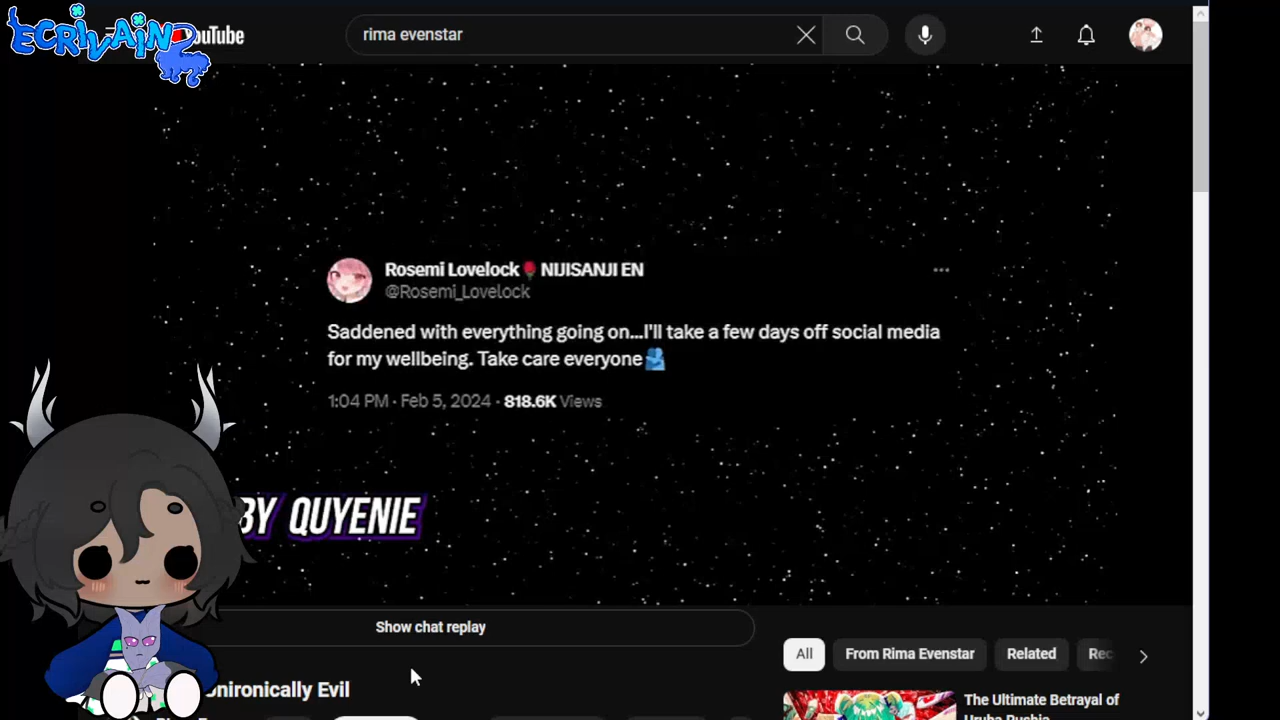 ECRIVAIN
ouTube
rima evenstar
Rosemi Lovelock🌹NIJISANJI EN
@Rosemi_Lovelock
Saddened with everything going on...I'll take a few days off social media
for my wellbeing. Take care everyone🫂
1:04 PM · Feb 5, 2024 · 818.6K Views
BY QUYENIE
Show chat replay
All
From Rima Evenstar
Related
Rec
nironically Evil
The Ultimate Betrayal of